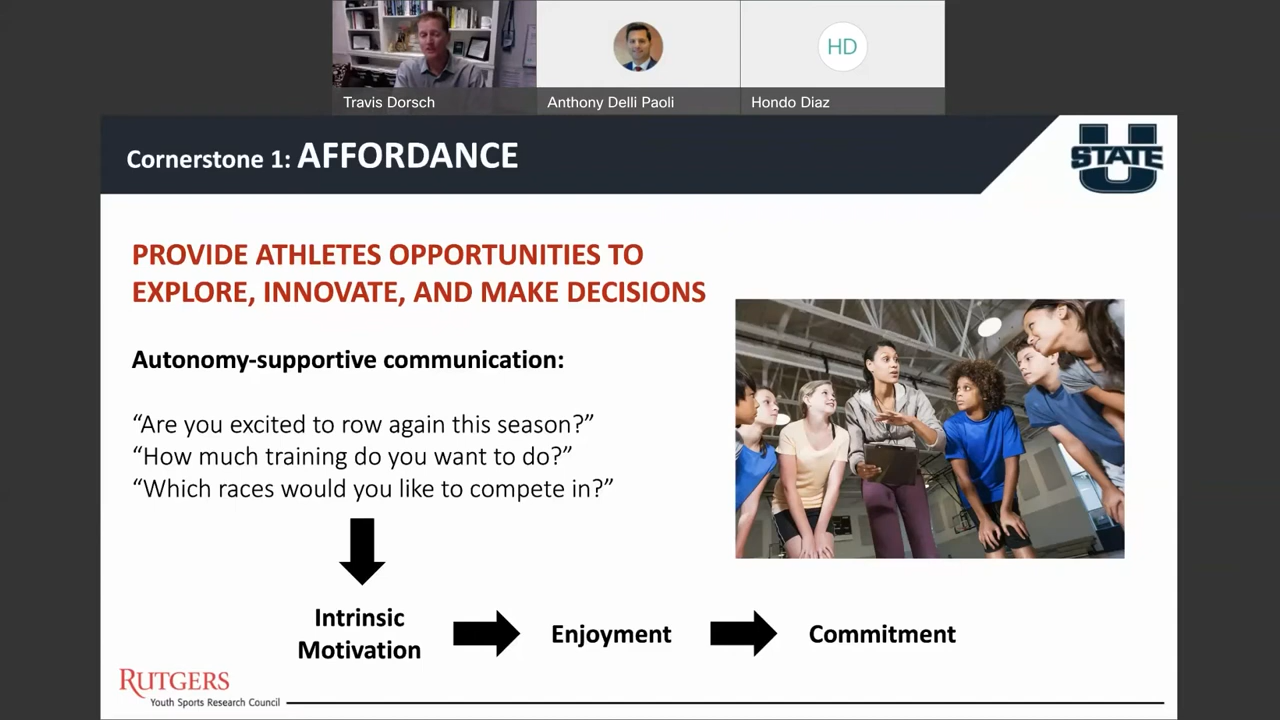 Travis Dorsch
Anthony Delli Paoli
HD
Hondo Diaz
Cornerstone 1: AFFORDANCE
U
STATE
PROVIDE ATHLETES OPPORTUNITIES TO
EXPLORE, INNOVATE, AND MAKE DECISIONS
Autonomy-supportive communication:
“Are you excited to row again this season?”
“How much training do you want to do?”
“Which races would you like to compete in?”
Intrinsic
Motivation
Enjoyment
Commitment
RUTGERS
Youth Sports Research Council